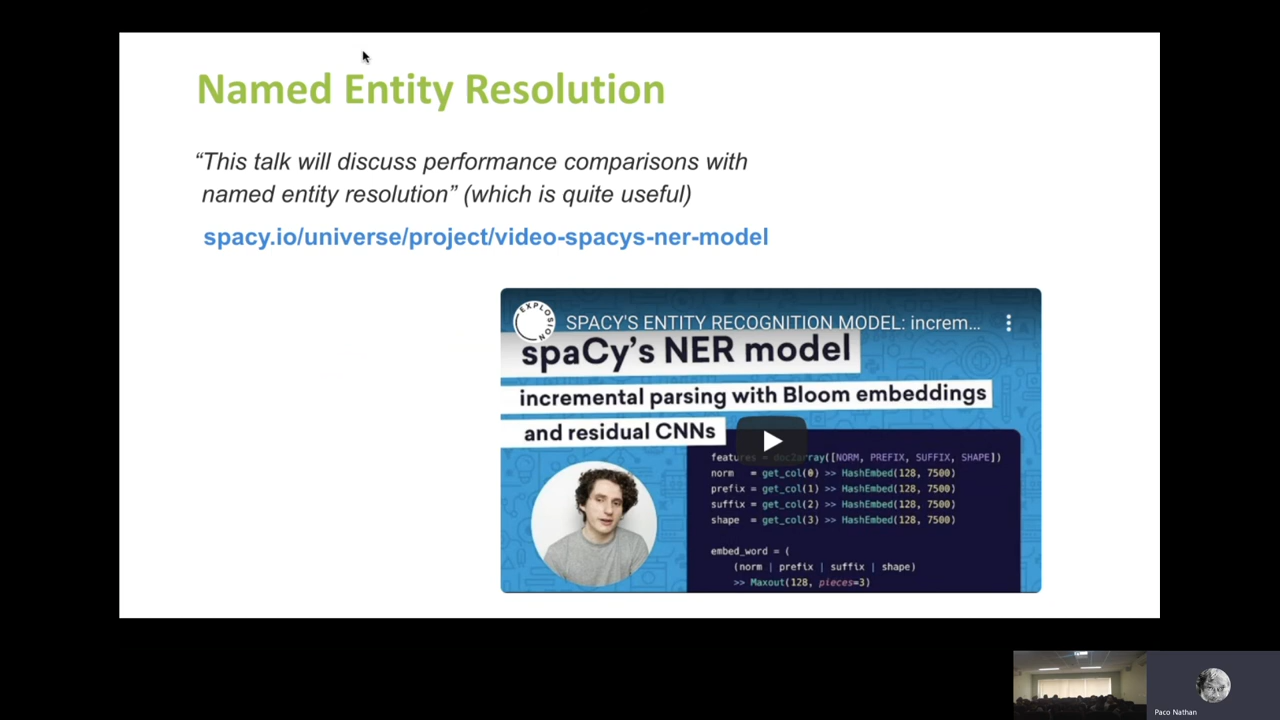 Named Entity Resolution
“This talk will discuss performance comparisons with
named entity resolution” (which is quite useful)
spacy.io/universe/project/video-spacys-ner-model
EXPLOSION
SPACY'S ENTITY RECOGNITION MODEL: increm...
spaCy's NER model
incremental parsing with Bloom embeddings
and residual CNNs
features = doc2array([NORM, PREFIX, SUFFIX, SHAPE])
norm = get_col(0) >> HashEmbed(128, 7500)
prefix = get_col(1) >> HashEmbed(128, 7500)
suffix = get_col(2) >> HashEmbed(128, 7500)
shape = get_col(3) >> HashEmbed(128, 7500)
embed_word = (
(norm | prefix | suffix | shape)
>> Maxout(128, pieces=3)
Paco Nathan